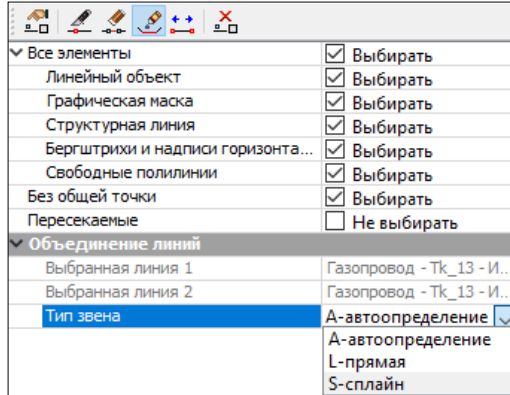 Все элементы Выбирать
Линейный объект Выбирать
Графическая маска Выбирать
Структурная линия Выбирать
Бергштрихи и надписи горизонта... Выбирать
Свободные полилинии Выбирать
Без общей точки Выбирать
Пересекаемые Не выбирать
Объединение линий
Выбранная линия 1 Газопровод - Tk_13 - И...
Выбранная линия 2 Газопровод - Tk_13 - И...
Тип звена А-автоопределение
А-автоопределение
L-прямая
S-сплайн